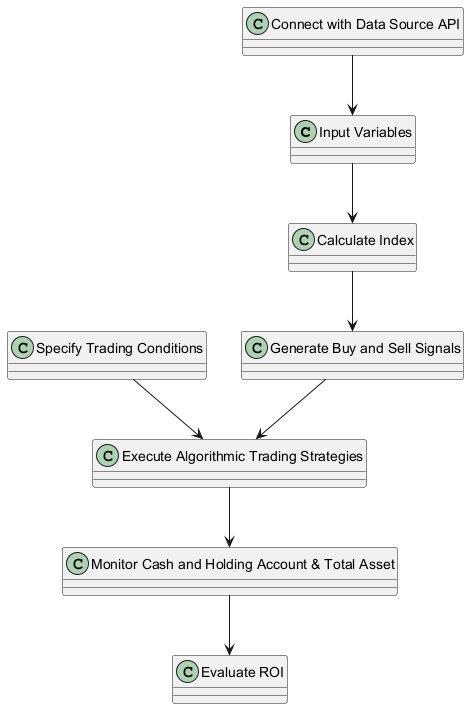 C Connect with Data Source API
C Input Variables
C Calculate Index
C Specify Trading Conditions
C Generate Buy and Sell Signals
C Execute Algorithmic Trading Strategies
C Monitor Cash and Holding Account & Total Asset
C Evaluate ROI